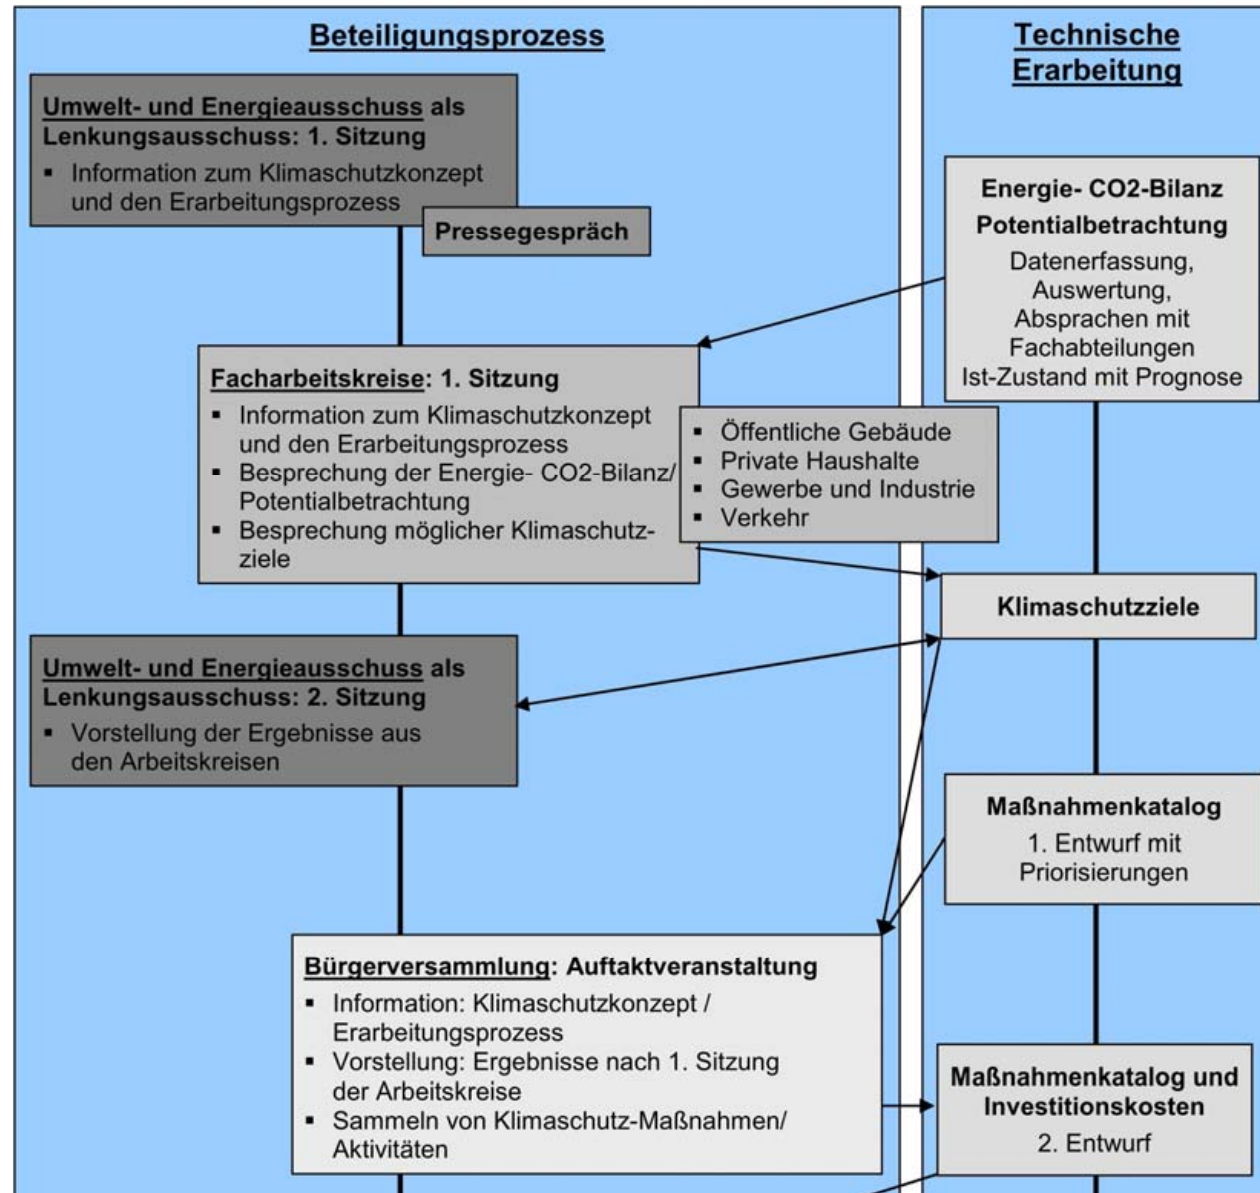 Beteiligungsprozess
Umwelt- und Energieausschuss als
Lenkungsausschuss: 1. Sitzung
▪ Information zum Klimaschutzkonzept
und den Erarbeitungsprozess
Pressegespräch
Facharbeitskreise: 1. Sitzung
▪ Information zum Klimaschutzkonzept
und den Erarbeitungsprozess
▪ Besprechung der Energie- CO2-Bilanz/
Potentialbetrachtung
▪ Besprechung möglicher Klimaschutz-
ziele
▪ Öffentliche Gebäude
▪ Private Haushalte
▪ Gewerbe und Industrie
▪ Verkehr
Umwelt- und Energieausschuss als
Lenkungsausschuss: 2. Sitzung
▪ Vorstellung der Ergebnisse aus
den Arbeitskreisen
Bürgerversammlung: Auftaktveranstaltung
▪ Information: Klimaschutzkonzept /
Erarbeitungsprozess
▪ Vorstellung: Ergebnisse nach 1. Sitzung
der Arbeitskreise
▪ Sammeln von Klimaschutz-Maßnahmen/
Aktivitäten
Technische
Erarbeitung
Energie- CO2-Bilanz
Potentialbetrachtung
Datenerfassung,
Auswertung,
Absprachen mit
Fachabteilungen
Ist-Zustand mit Prognose
Klimaschutzziele
Maßnahmenkatalog
1. Entwurf mit
Priorisierungen
Maßnahmenkatalog und
Investitionskosten
2. Entwurf